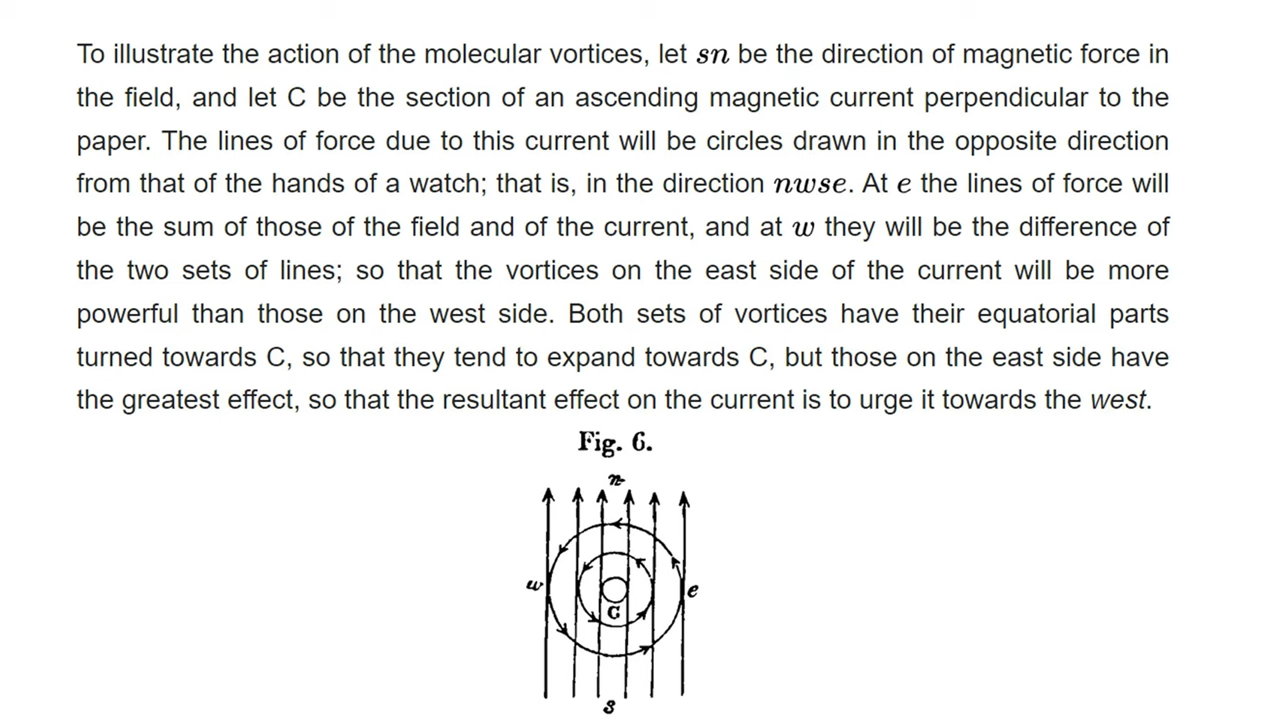 To illustrate the action of the molecular vortices, let sn be the direction of magnetic force in
the field, and let C be the section of an ascending magnetic current perpendicular to the
paper. The lines of force due to this current will be circles drawn in the opposite direction
from that of the hands of a watch; that is, in the direction nwse. At e the lines of force will
be the sum of those of the field and of the current, and at w they will be the difference of
the two sets of lines; so that the vortices on the east side of the current will be more
powerful than those on the west side. Both sets of vortices have their equatorial parts
turned towards C, so that they tend to expand towards C, but those on the east side have
the greatest effect, so that the resultant effect on the current is to urge it towards the west.
Fig. 6.
n
w
e
C
s